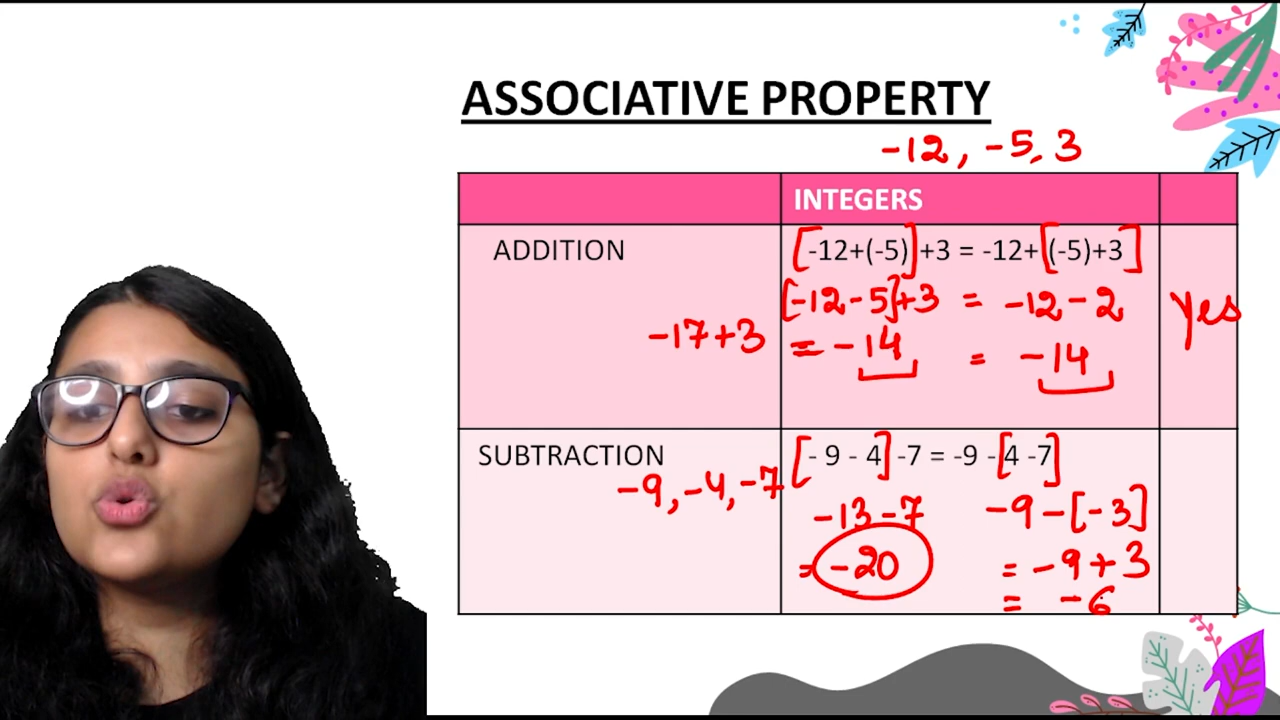 ASSOCIATIVE PROPERTY
-12, -5, 3
INTEGERS
ADDITION
[-12+(-5)]+3 = -12+[(-5)+3]
[-12-5]+3 = -12-2
-17+3 = -14 = -14
yes
SUBTRACTION
[- 9 - 4] -7 = -9 -[4 -7]
-9, -4, -7
-13-7 -9-[-3]
= -20 = -9+3
= -6